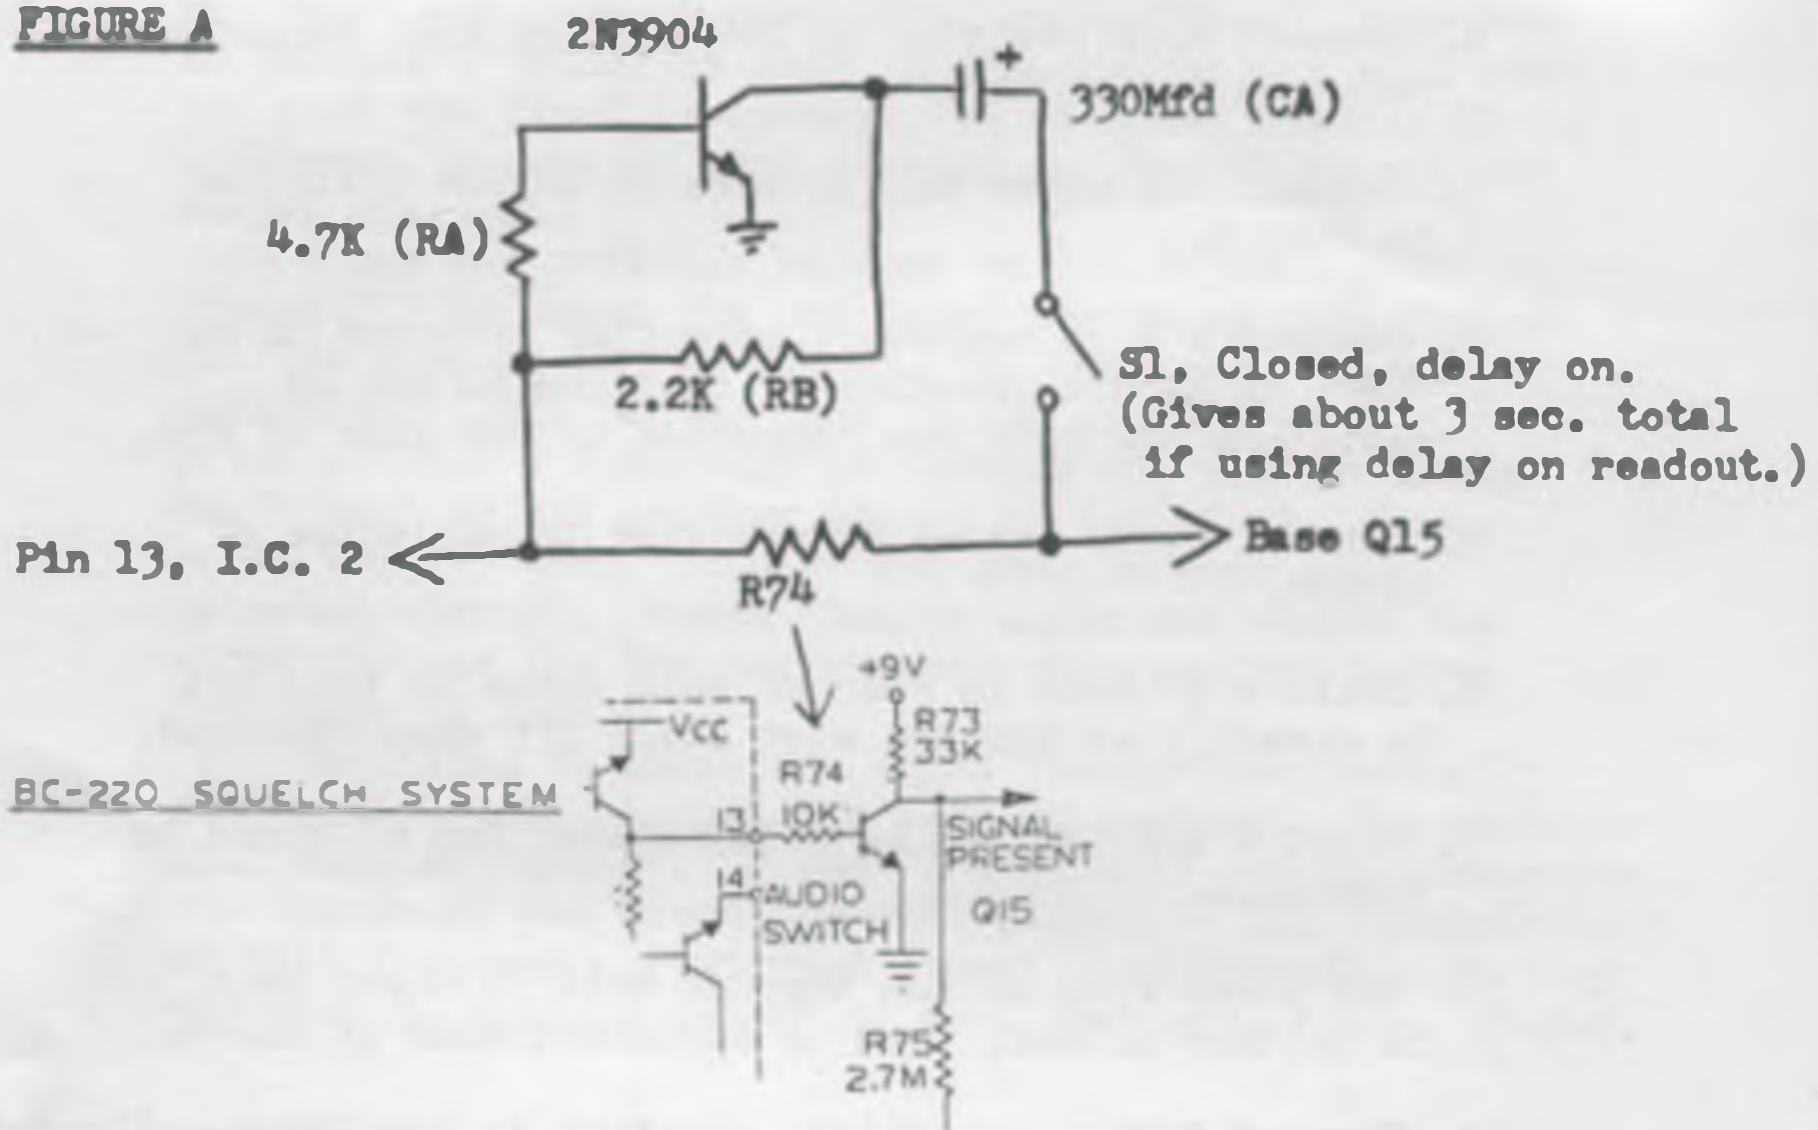 FIGURE A
2N3904
330Mfd (CA)
+
4.7K (RA)
2.2K (RB)
S1, Closed, delay on.
(Gives about 3 sec. total
if using delay on readout.)
Pin 13, I.C. 2
Base Q15
R74
+9V
R73
33K
VCC
R74
10K
BC-220 SQUELCH SYSTEM
13
SIGNAL
PRESENT
14
AUDIO
SWITCH
Q15
R75
2.7M